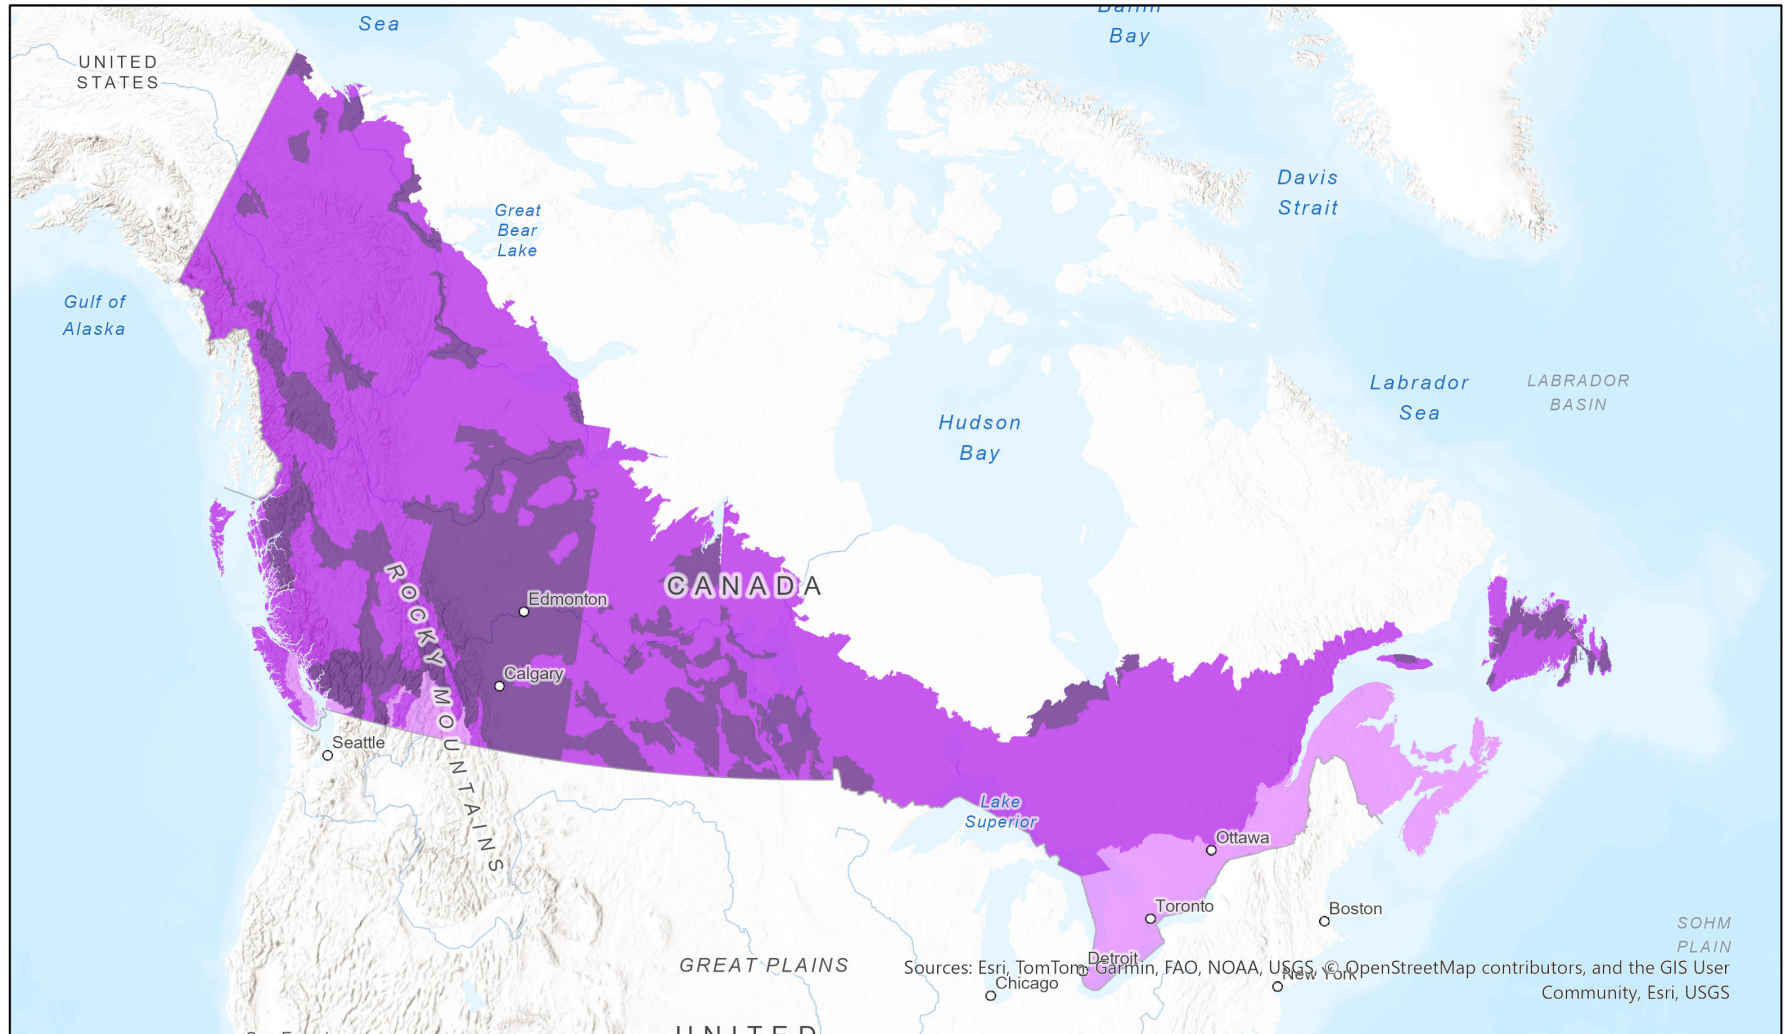 Sea
Baffin
Bay
UNITED
STATES
Davis
Strait
Great
Bear
Lake
Gulf of
Alaska
Labrador
Sea
LABRADOR
BASIN
Hudson
Bay
CANADA
Edmonton
ROCKY MOUNTAINS
Calgary
Seattle
Lake
Superior
Ottawa
Toronto
Boston
SOHM
PLAIN
Detroit
GREAT PLAINS
Sources: Esri, TomTom, Garmin, FAO, NOAA, USGS, © OpenStreetMap contributors, and the GIS User
Community, Esri, USGS
New York
Chicago
UNITED